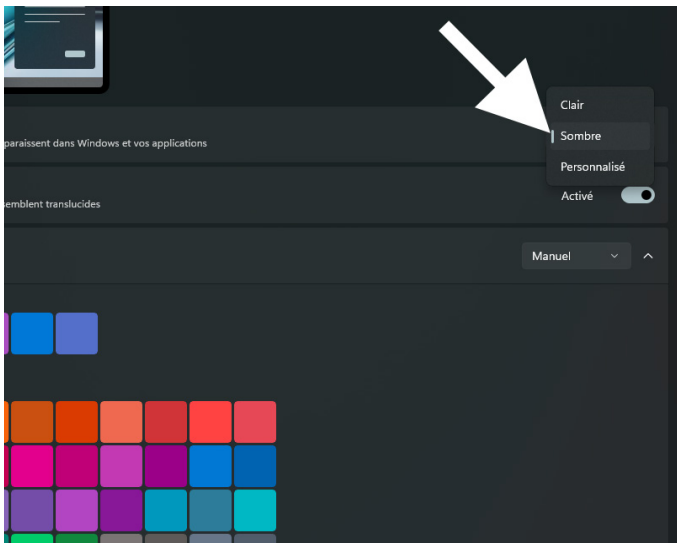 Clair
Sombre
paraissent dans Windows et vos applications
Personnalisé
Activé
semblent translucides
Manuel